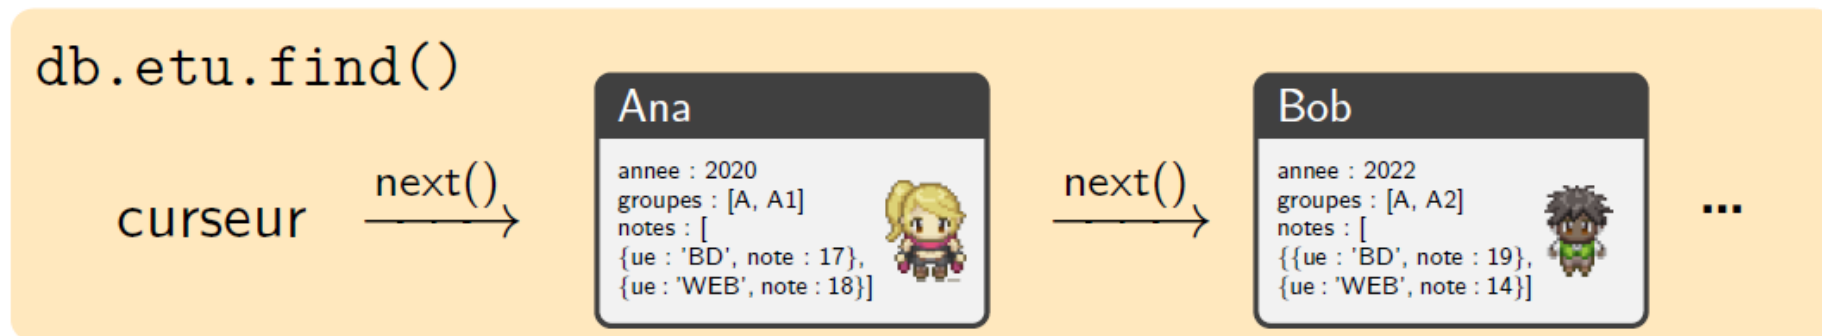 db.etu.find()
curseur
next()
Ana
annee : 2020
groupes : [A, A1]
notes : [
{ue : 'BD', note : 17},
{ue : 'WEB', note : 18}]
next()
Bob
annee : 2022
groupes : [A, A2]
notes : [
{{ue : 'BD', note : 19},
{ue : 'WEB', note : 14}]
...